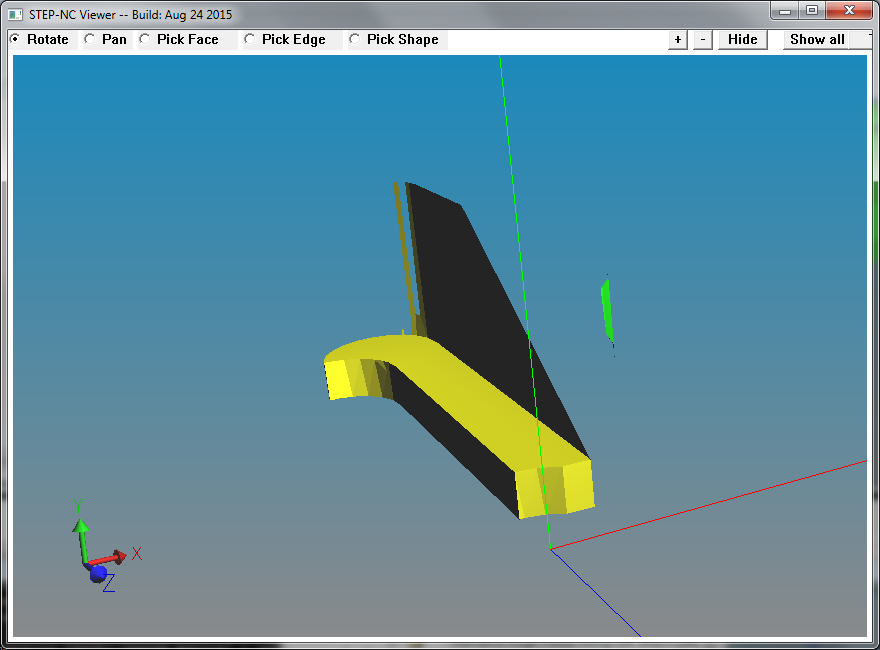 STEP-NC Viewer -- Build: Aug 24 2015
Rotate Pan Pick Face Pick Edge Pick Shape + - Hide Show all
Y
X
Z